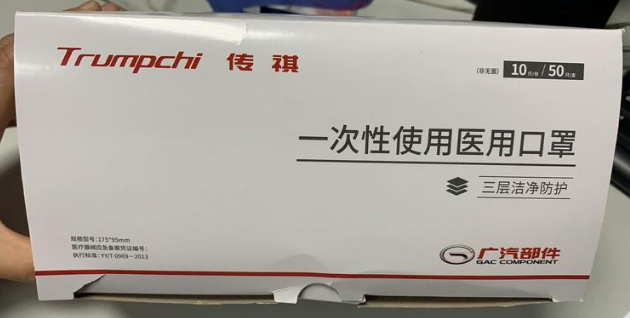 Trumpchi 传祺
(非无菌) 10只/包/50只/盒
一次性使用医用口罩
三层洁净防护
规格型号:175*95mm
医疗器械应急备案凭证编号:
执行标准:YY/T 0969—2013
广汽部件
GAC COMPONENT